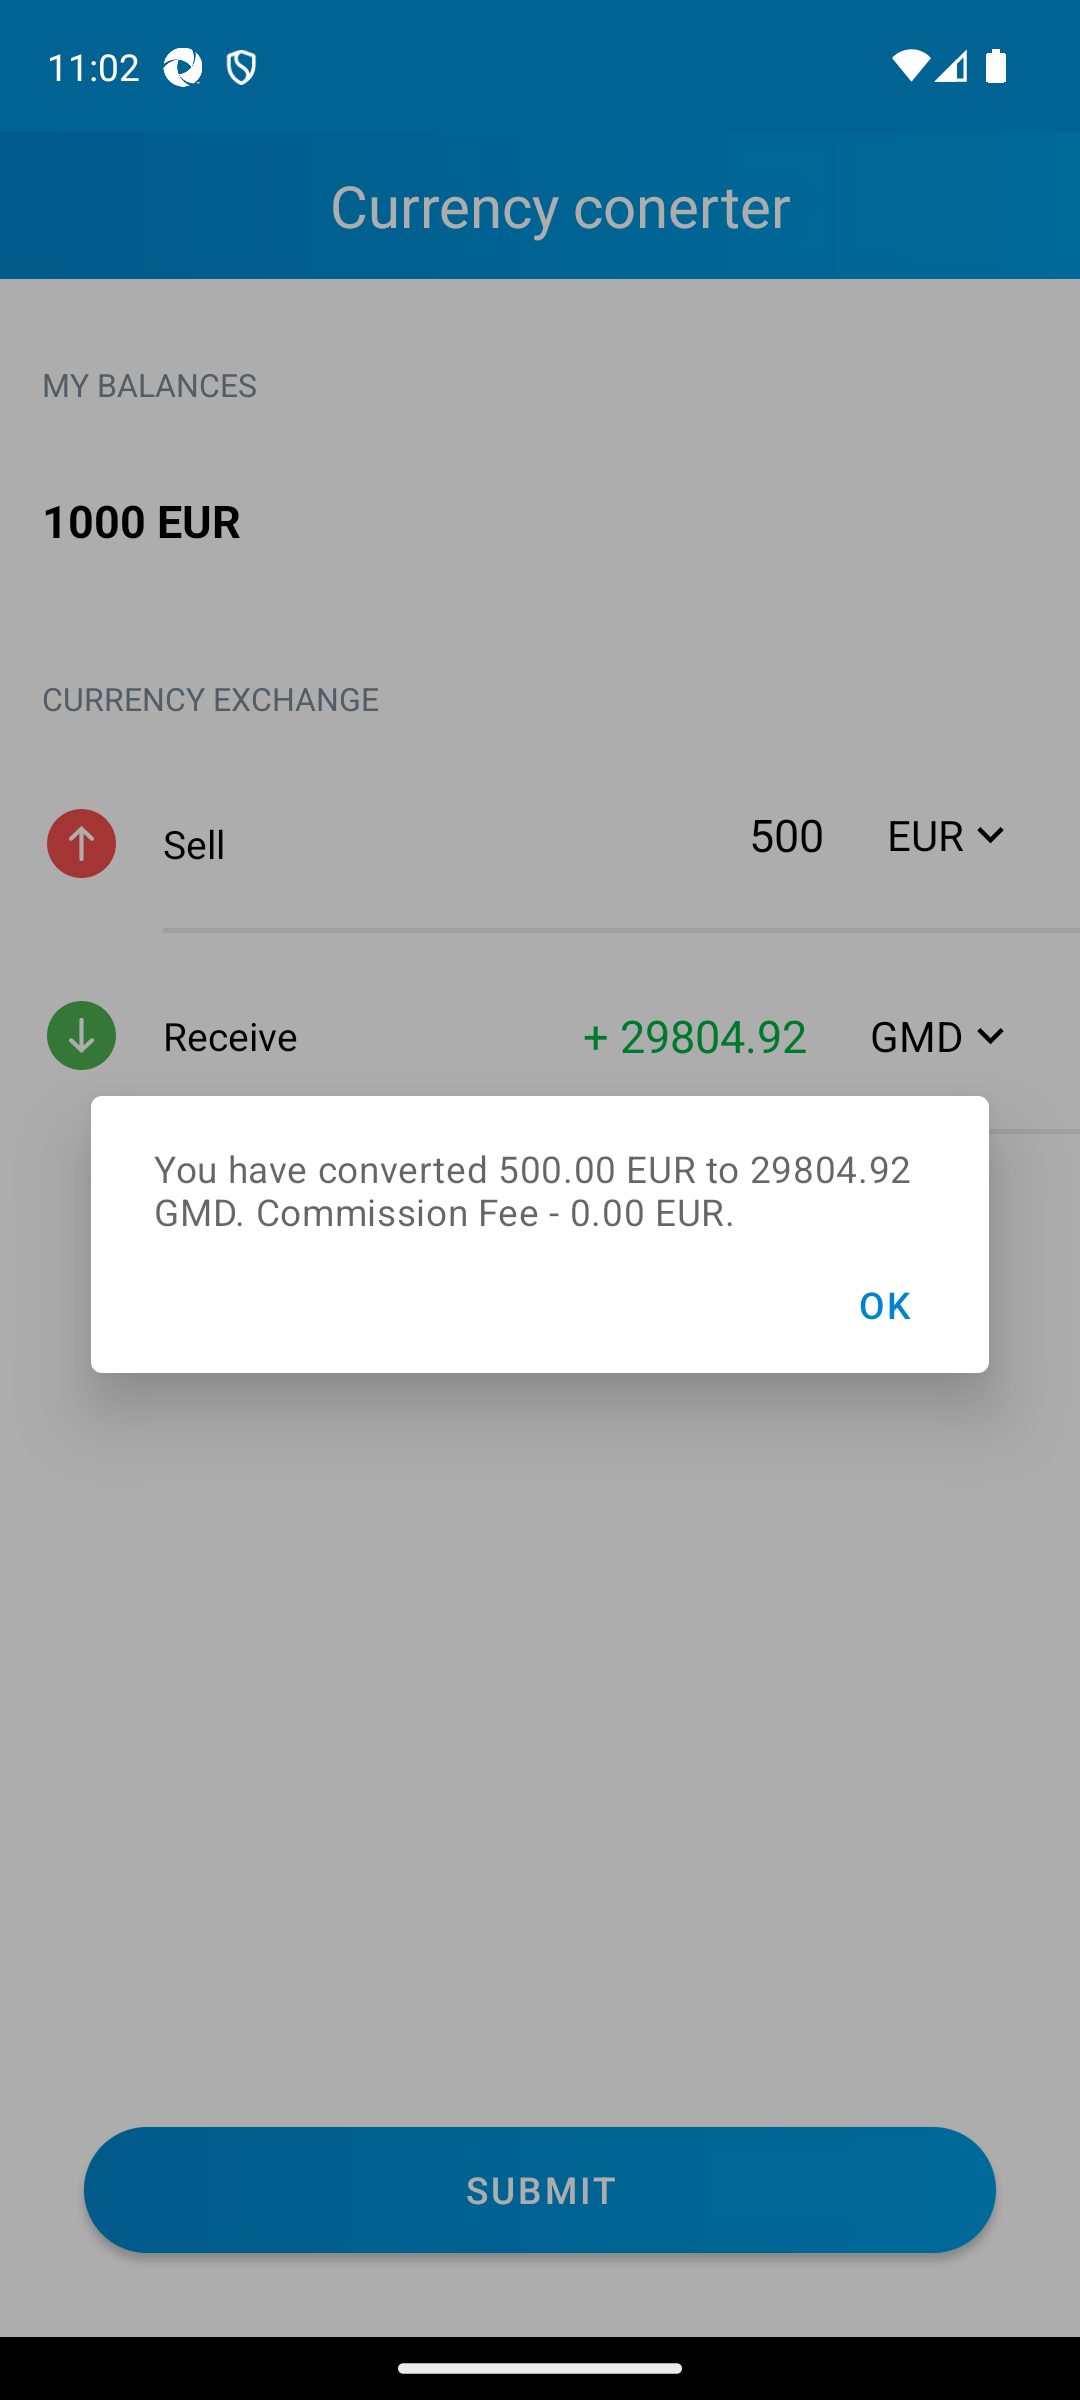 11:02
Currency conerter
MY BALANCES
1000 EUR
CURRENCY EXCHANGE
Sell 500 EUR
Receive + 29804.92 GMD
You have converted 500.00 EUR to 29804.92
GMD. Commission Fee - 0.00 EUR.
OK
SUBMIT